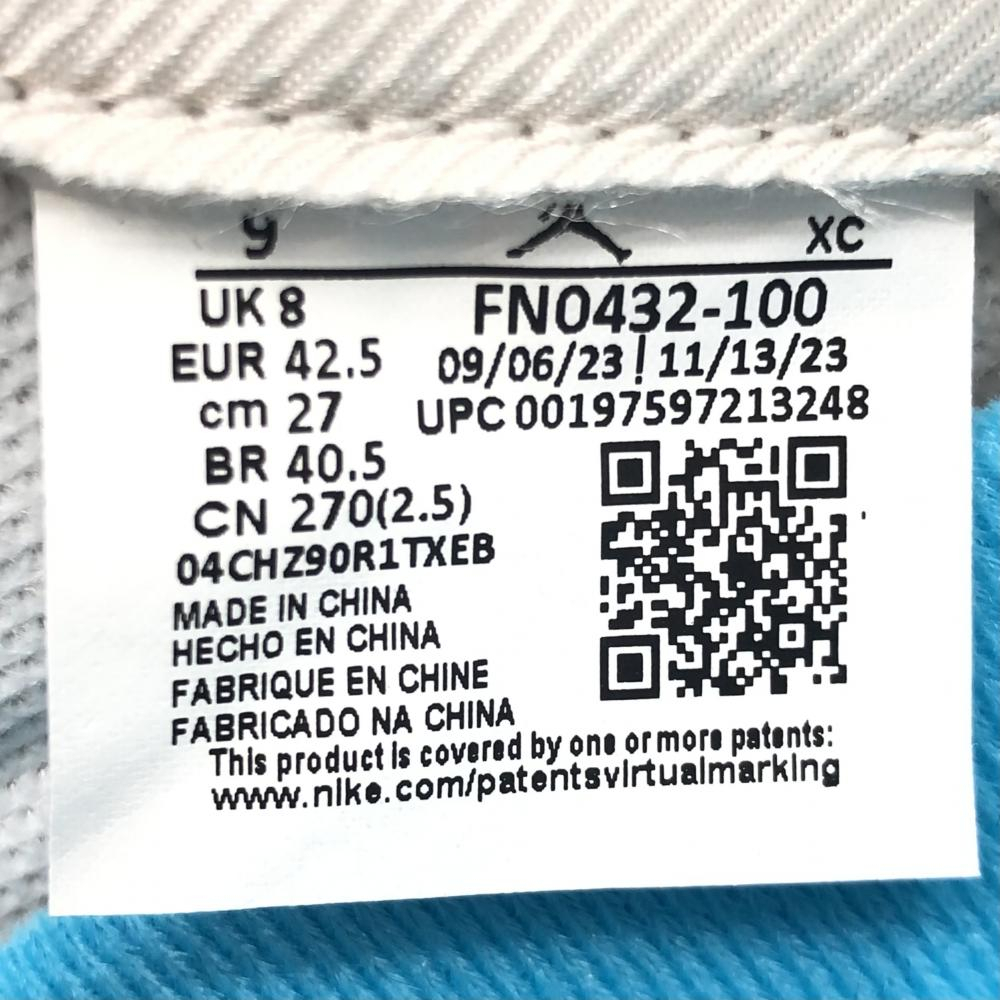 9 XC
UK 8 FN0432-100
EUR 42.5 09/06/23 | 11/13/23
cm 27 UPC 00197597213248
BR 40.5
CN 270(2.5)
04CHZ90R1TXEB
MADE IN CHINA
HECHO EN CHINA
FABRIQUE EN CHINE
FABRICADO NA CHINA
This product is covered by one or more patents:
www.nike.com/patentsvirtualmarking